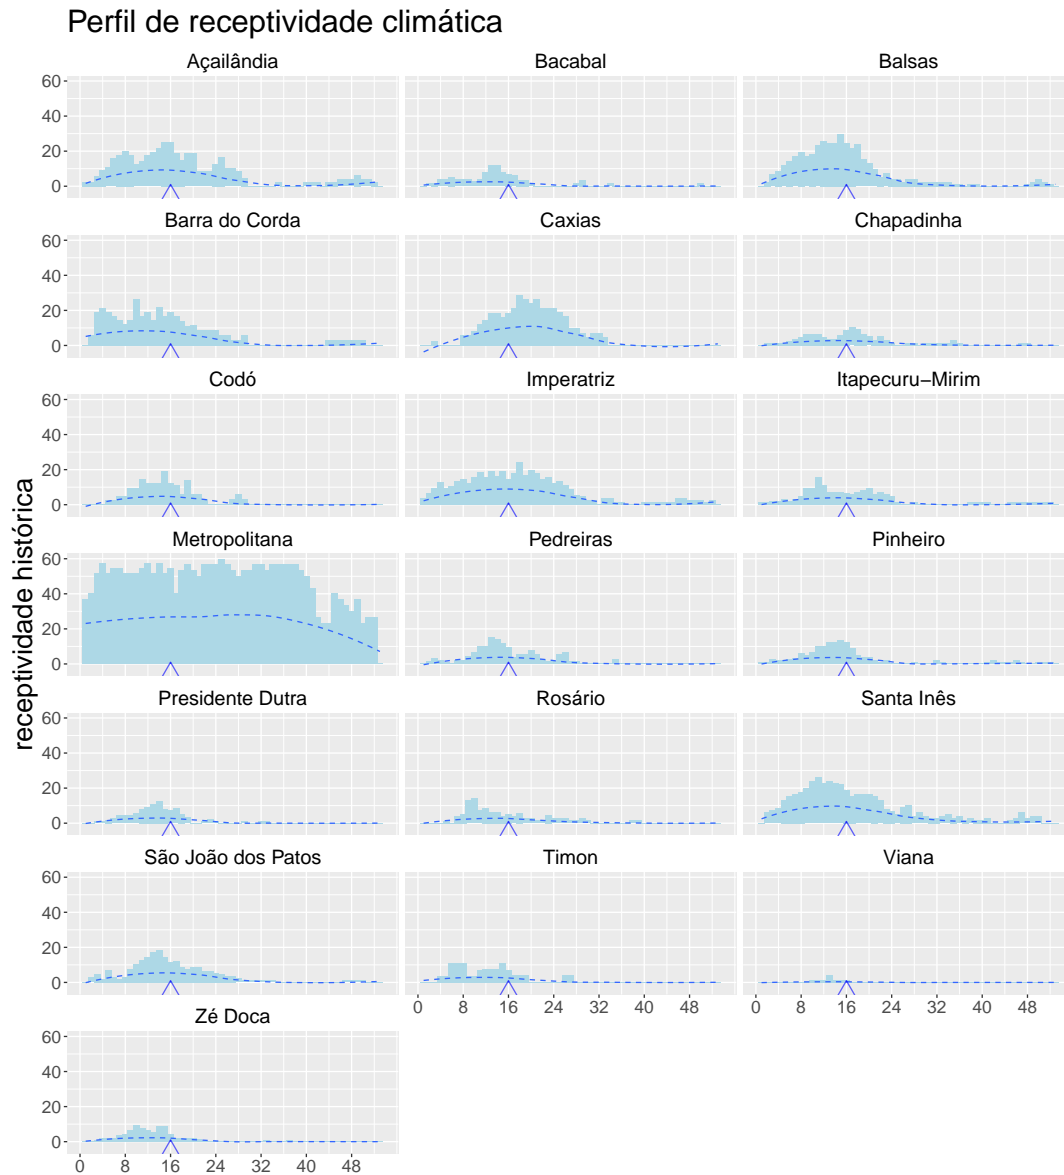 Perfil de receptividade climática
Açailândia Bacabal Balsas
60
40
20
0
Barra do Corda Caxias Chapadinha
60
40
20
0
Codó Imperatriz Itapecuru−Mirim
60
40
20
0
receptividade histórica
Metropolitana Pedreiras Pinheiro
60
40
20
0
Presidente Dutra Rosário Santa Inês
60
40
20
0
São João dos Patos Timon Viana
60
40
20
0
0 8 16 24 32 40 48 0 8 16 24 32 40 48
Zé Doca
60
40
20
0
0 8 16 24 32 40 48